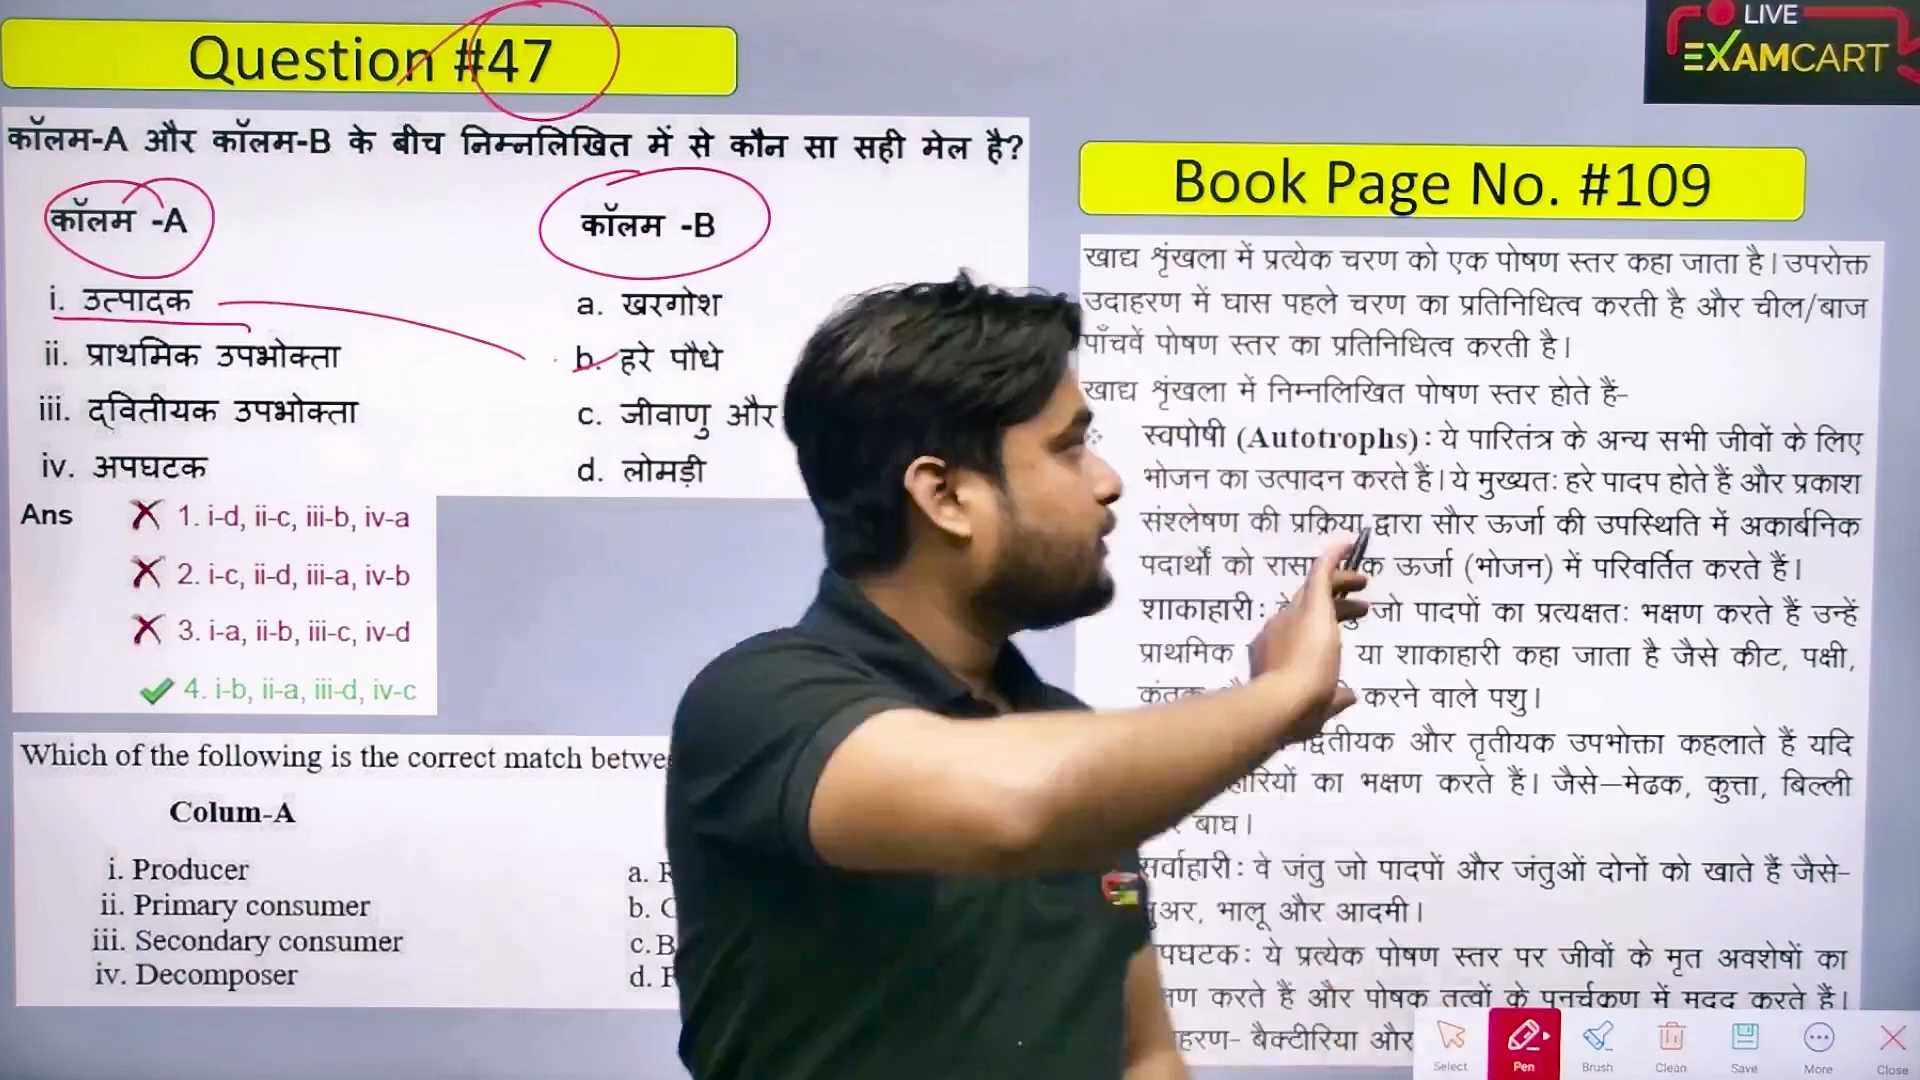 Question #47
कॉलम-A और कॉलम-B के बीच निम्नलिखित में से कौन सा सही मेल है?
कॉलम -A
कॉलम -B
i. उत्पादक
a. खरगोश
ii. प्राथमिक उपभोक्ता
b. हरे पौधे
iii. द्वितीयक उपभोक्ता
c. जीवाणु और
iv. अपघटक
d. लोमड़ी
Ans
1. i-d, ii-c, iii-b, iv-a
2. i-c, ii-d, iii-a, iv-b
3. i-a, ii-b, iii-c, iv-d
4. i-b, ii-a, iii-d, iv-c
Which of the following is the correct match
Colum-A
i. Producer
a.
ii. Primary consumer
b.
iii. Secondary consumer
c.
iv. Decomposer
d.
LIVE
EXAMCART
Book Page No. #109
खाद्य श्रृंखला में प्रत्येक चरण को एक पोषण स्तर कहा जाता है। उपरोक्त
उदाहरण में घास पहले चरण का प्रतिनिधित्व करती है और चील/बाज
पाँचवें पोषण स्तर का प्रतिनिधित्व करती है।
खाद्य श्रृंखला में निम्नलिखित पोषण स्तर होते हैं-
स्वपोषी (Autotrophs) : ये पारितंत्र के अन्य सभी जीवों के लिए
भोजन का उत्पादन करते हैं। ये मुख्यतः हरे पादप होते हैं और प्रकाश
संश्लेषण की प्रक्रिया द्वारा सौर ऊर्जा की उपस्थिति में अकार्बनिक
पदार्थों को ऊर्जा (भोजन) में परिवर्तित करते हैं।
शाकाहारी: जो पादपों का प्रत्यक्षतः भक्षण करते हैं उन्हें
प्राथमिक या शाकाहारी कहा जाता है जैसे कीट, पक्षी,
करने वाले पशु।
द्वितीयक और तृतीयक उपभोक्ता कहलाते हैं यदि
का भक्षण करते हैं। जैसे—मेढक, कुत्ता, बिल्ली
बाघ।
सर्वाहारी: वे जंतु जो पादपों और जंतुओं दोनों को खाते हैं जैसे-
भालू और आदमी।
ये प्रत्येक पोषण स्तर पर जीवों के मृत अवशेषों का
करते हैं और पोषक तत्वों के पुनर्चक्रण में मदद करते हैं।
बैक्टीरिया और
Select Pen Brush Clean Save More Close